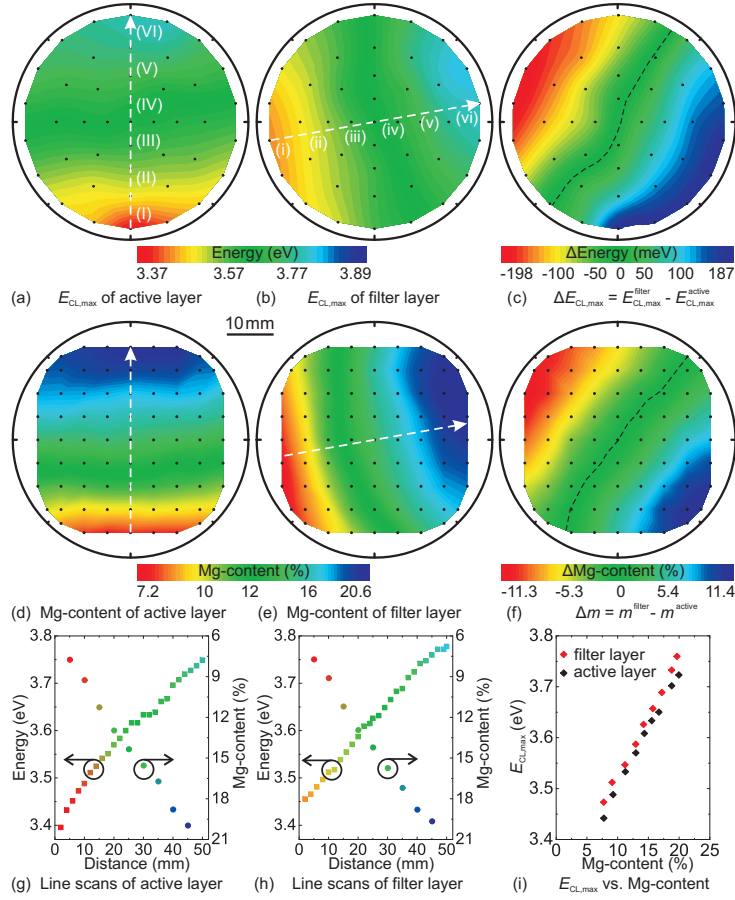 (VI)
(V)
(IV)
(III)
(II)
(I)
(i)
(ii)
(iii)
(iv)
(v)
(vi)
Energy (eV)
3.37 3.57 3.77 3.89
ΔEnergy (meV)
-198 -100 -50 0 50 100 187
(a) E_CL,max of active layer
(b) E_CL,max of filter layer
(c) ΔE_CL,max = E^filter_CL,max - E^active_CL,max
10 mm
Mg-content (%)
7.2 10 12 16 20.6
ΔMg-content (%)
-11.3 -5.3 0 5.4 11.4
(d) Mg-content of active layer
(e) Mg-content of filter layer
(f) Δm = m^filter - m^active
3.8
3.7
3.6
3.5
3.4
Energy (eV)
6
9
12
15
18
21
Mg-content (%)
0 10 20 30 40 50
Distance (mm)
(g) Line scans of active layer
3.8
3.7
3.6
3.5
3.4
Energy (eV)
6
9
12
15
18
21
Mg-content (%)
0 10 20 30 40 50
Distance (mm)
(h) Line scans of filter layer
3.8
3.7
3.6
3.5
3.4
E_CL,max (eV)
filter layer
active layer
0 5 10 15 20 25
Mg-content (%)
(i) E_CL,max vs. Mg-content